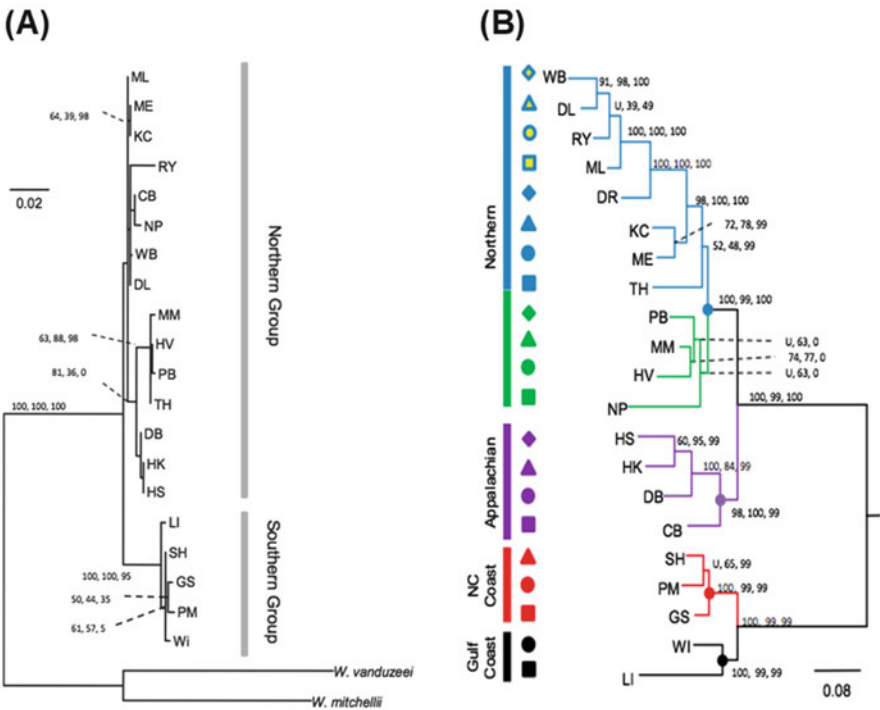 (A)
ML
64, 39, 98
ME
KC
RY
0.02
CB
NP
WB
DL
MM
63, 88, 98
HV
81, 36, 0
PB
TH
100, 100, 100
DB
HK
HS
Northern Group
LI
SH
100, 100, 95
GS
50, 44, 35
PM
61, 57, 5
Wi
Southern Group
W. vanduzeei
W. mitchellii
(B)
Northern
WB
91, 98, 100
DL
U, 39, 49
RY
100, 100, 100
ML
100, 100, 100
DR
98, 100, 100
KC
72, 78, 99
ME
52, 48, 99
TH
100, 99, 100
PB
U, 63, 0
MM
74, 77, 0
HV
U, 63, 0
NP
100, 99, 100
Appalachian
HS
60, 95, 99
HK
100, 84, 99
DB
98, 100, 99
CB
NC
Coast
SH
U, 65, 99
PM
100, 99, 99
GS
100, 99, 99
Gulf
Coast
WI
100, 99, 99
LI
0.08